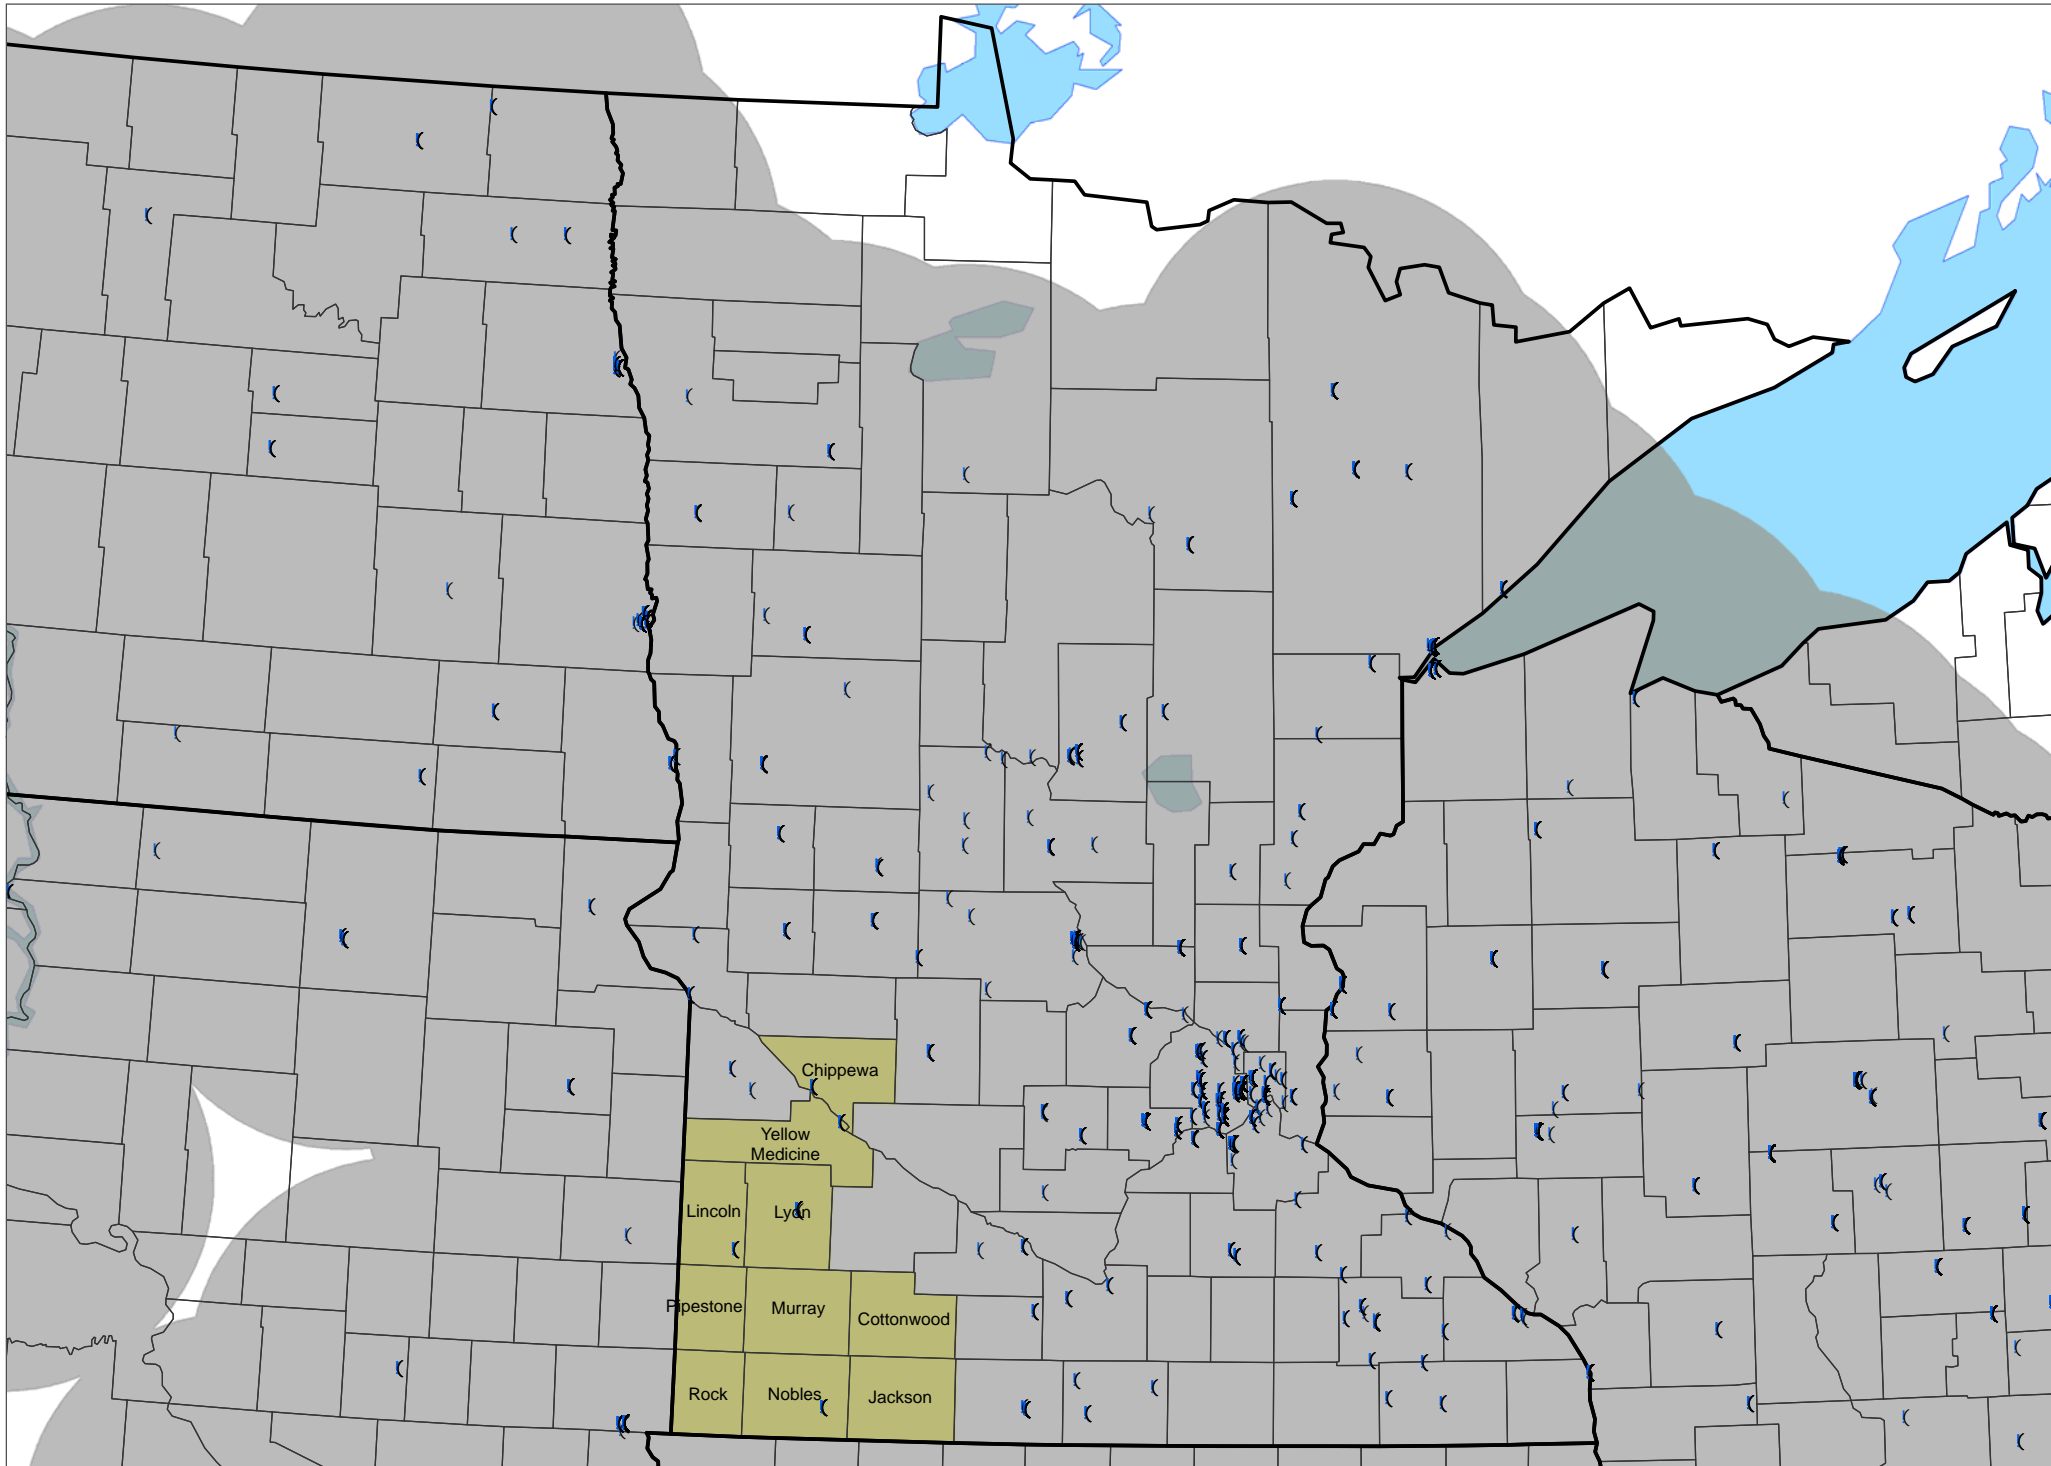 Chippewa
Yellow
Medicine
Lincoln
Lyon
Pipestone
Murray
Cottonwood
Rock
Nobles
Jackson